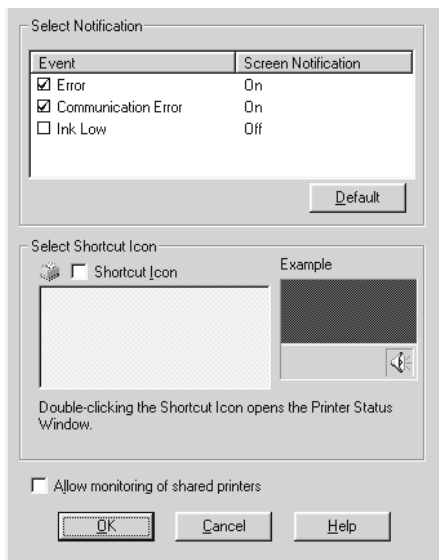 Select Notification
Event Screen Notification
Error On
Communication Error On
Ink Low Off
Default
Select Shortcut Icon
Shortcut Icon
Example
Double-clicking the Shortcut Icon opens the Printer Status
Window.
Allow monitoring of shared printers
OK Cancel Help